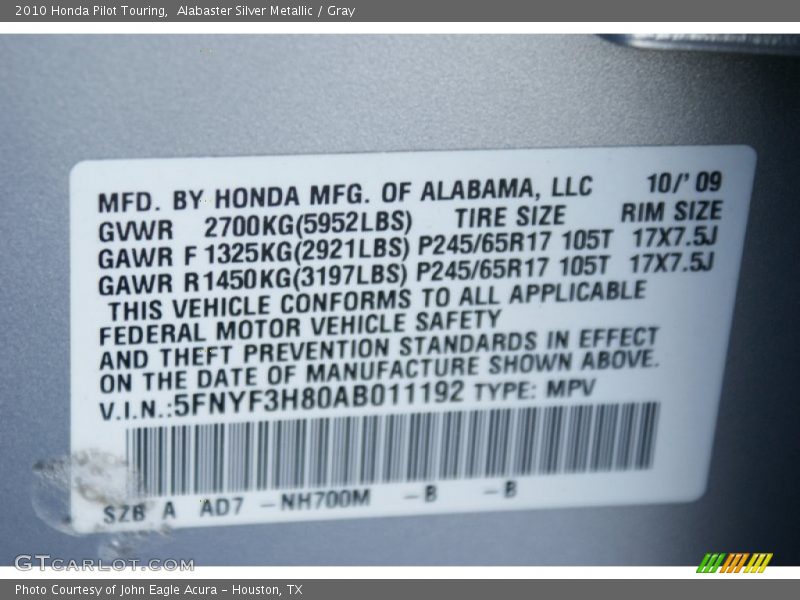 2010 Honda Pilot Touring,  Alabaster Silver Metallic / Gray
MFD. BY HONDA MFG. OF ALABAMA, LLC 10/'09
GVWR 2700KG(5952LBS) TIRE SIZE RIM SIZE
GAWR F 1325KG(2921LBS) P245/65R17 105T 17X7.5J
GAWR R 1450KG(3197LBS) P245/65R17 105T 17X7.5J
THIS VEHICLE CONFORMS TO ALL APPLICABLE
FEDERAL MOTOR VEHICLE SAFETY
AND THEFT PREVENTION STANDARDS IN EFFECT
ON THE DATE OF MANUFACTURE SHOWN ABOVE.
V.I.N.:5FNYF3H80AB011192 TYPE: MPV
SZB A AD7 -NH700M -B -B
GTCARLOT.COM
Photo Courtesy of John Eagle Acura - Houston, TX